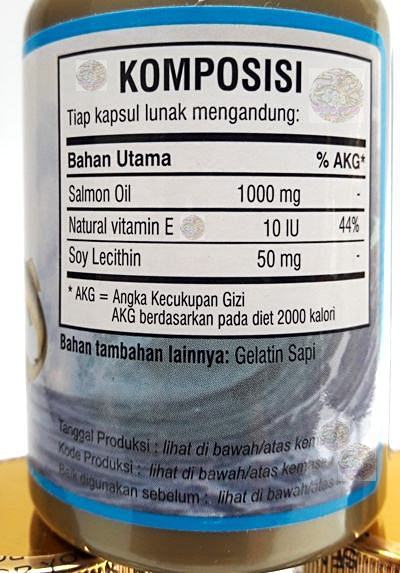 KOMPOSISI
Tiap kapsul lunak mengandung:
Bahan Utama % AKG*
Salmon Oil 1000 mg -
Natural vitamin E 10 IU 44%
Soy Lecithin 50 mg -
* AKG = Angka Kecukupan Gizi
AKG berdasarkan pada diet 2000 kalori
Bahan tambahan lainnya: Gelatin Sapi
Tanggal Produksi : lihat di bawah/atas
Kode Produksi : lihat di bawah/atas
Baik digunakan sebelum : lihat di bawah/atas